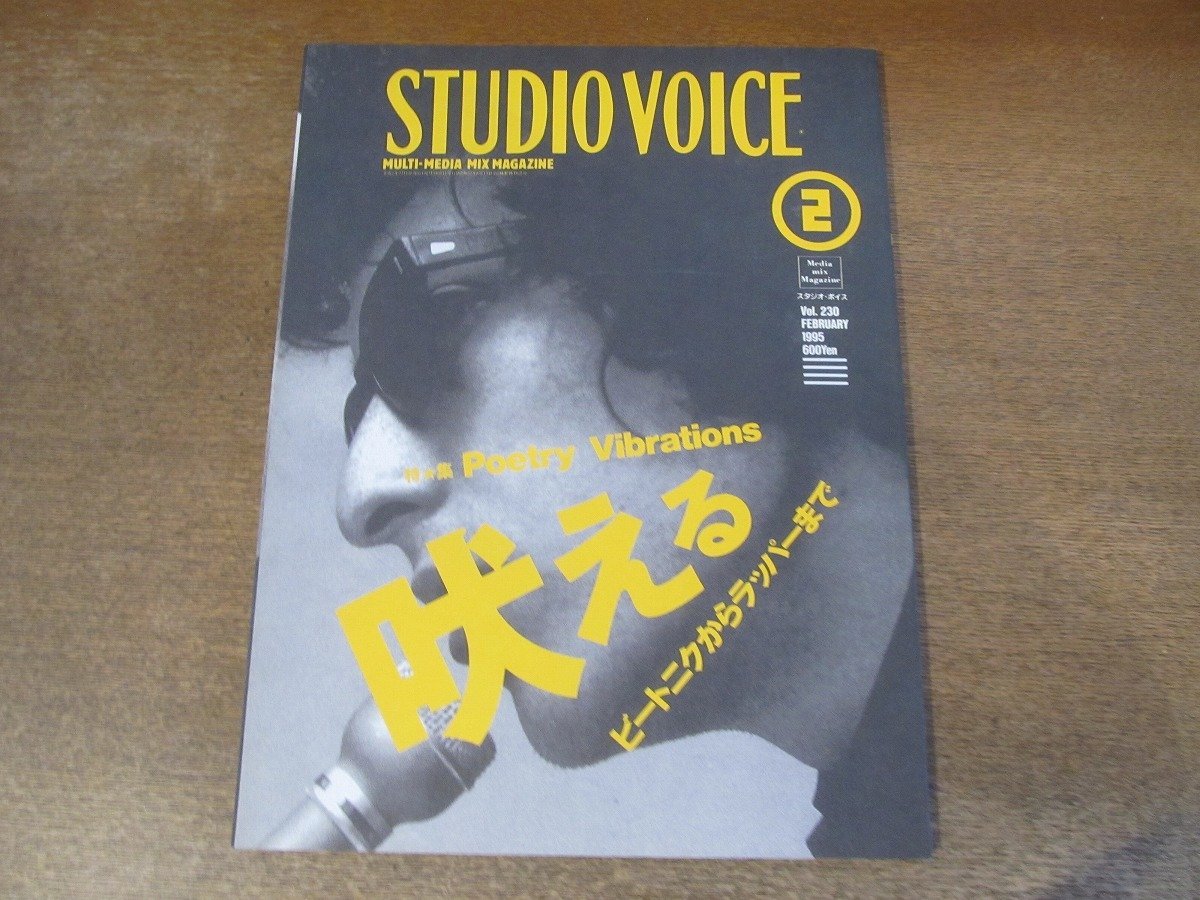 STUDIO VOICE
MULTI-MEDIA MIX MAGAZINE
2
Media
mix
Magazine
スタジオ・ボイス
Vol. 230
FEBRUARY
1995
600Yen
特★集 Poetry Vibrations
吠える
ビートニクからラッパーまで